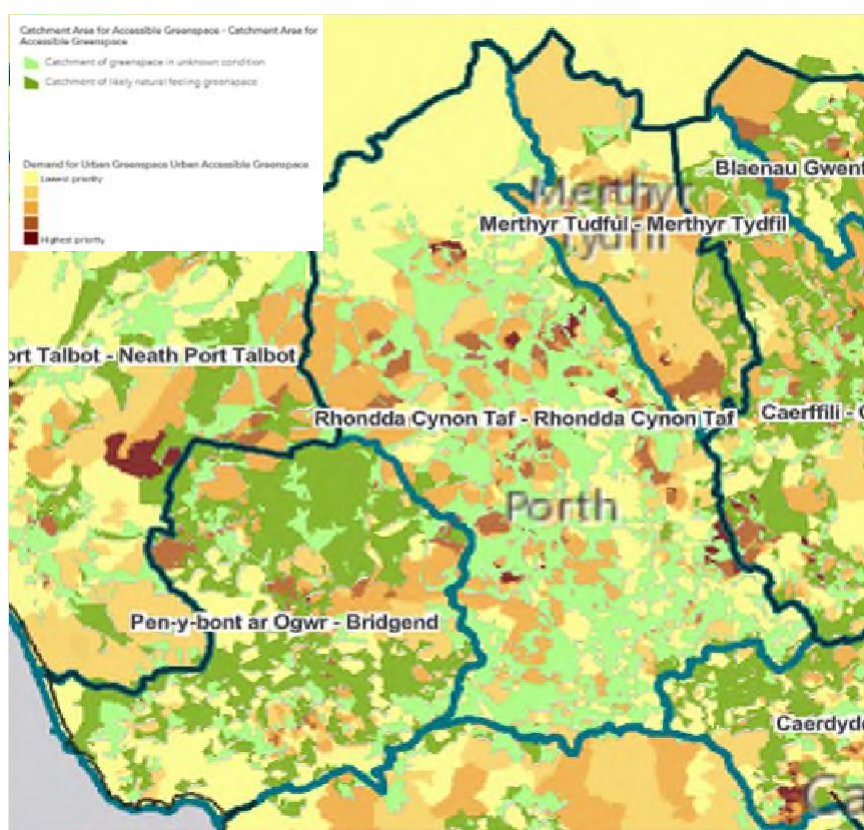 Catchment Area for Accessible Greenspace - Catchment Area for
Accessible Greenspace
Catchment of greenspace in unknown condition
Catchment of likely natural feeling greenspace
Demand for Urban Greenspace Urban Accessible Greenspace
Lowest priority
Highest priority
Blaenau Gwent
Merthyr
Merthyr Tudful - Merthyr Tydfil
Tydfil
ort Talbot - Neath Port Talbot
Rhondda Cynon Taf - Rhondda Cynon Taf
Caerffili - C
Porth
Pen-y-bont ar Ogwr - Bridgend
Caerdyd
Ca